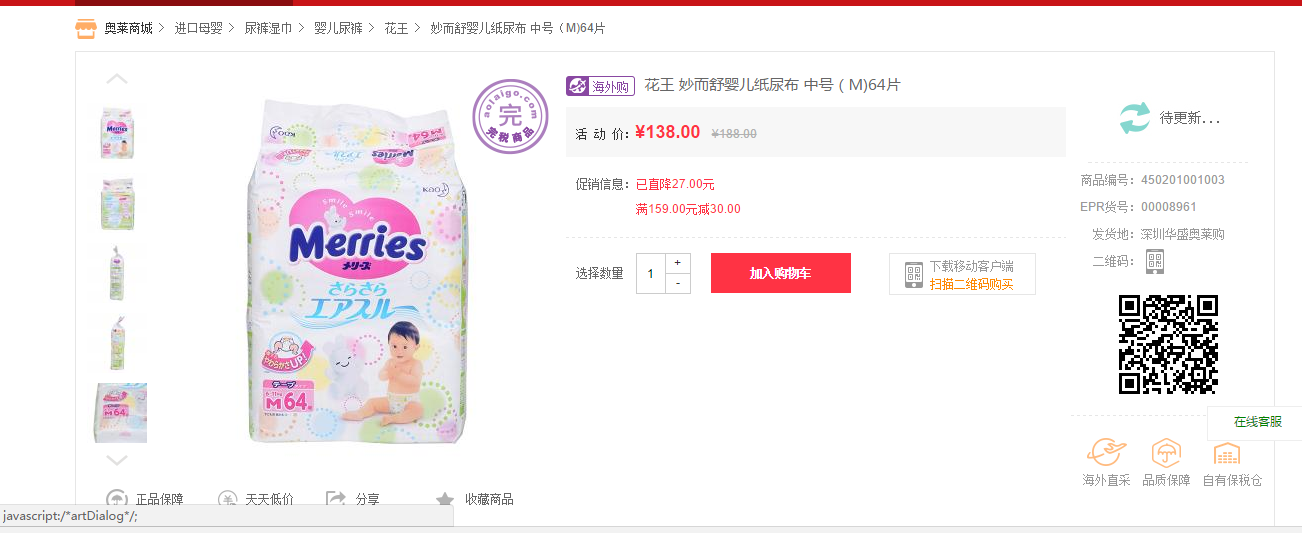 奥莱商城 > 进口母婴 > 尿裤湿巾 > 婴儿尿裤 > 花王 > 妙而舒婴儿纸尿布 中号（M)64片
aolaigo.com
完
完税商品
海外购 花王 妙而舒婴儿纸尿布 中号（M)64片
活 动 价: ¥138.00 ¥188.00
促销信息: 已直降27.00元
满159.00元减30.00
选择数量 1 + -
加入购物车
下载移动客户端
扫描二维码购买
待更新...
商品编号: 450201001003
EPR货号: 00008961
发货地: 深圳华盛奥莱购
二维码:
在线客服
海外直采 品质保障 自有保税仓
Merries
KAO
Smile Smile
Merries
メリーズ
さらさら
エアスルー
UP!
テープ
M64
M64
正品保障 天天低价 分享 收藏商品
javascript:/*artDialog*/;